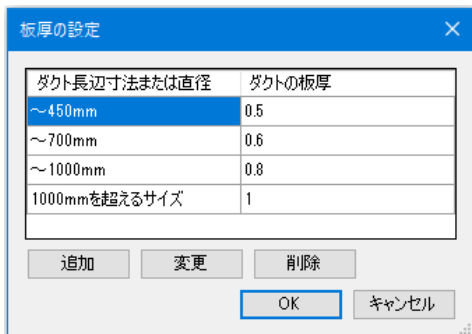 板厚の設定
ダクト長辺寸法または直径 ダクトの板厚
～450mm 0.5
～700mm 0.6
～1000mm 0.8
1000mmを超えるサイズ 1
追加 変更 削除
OK キャンセル